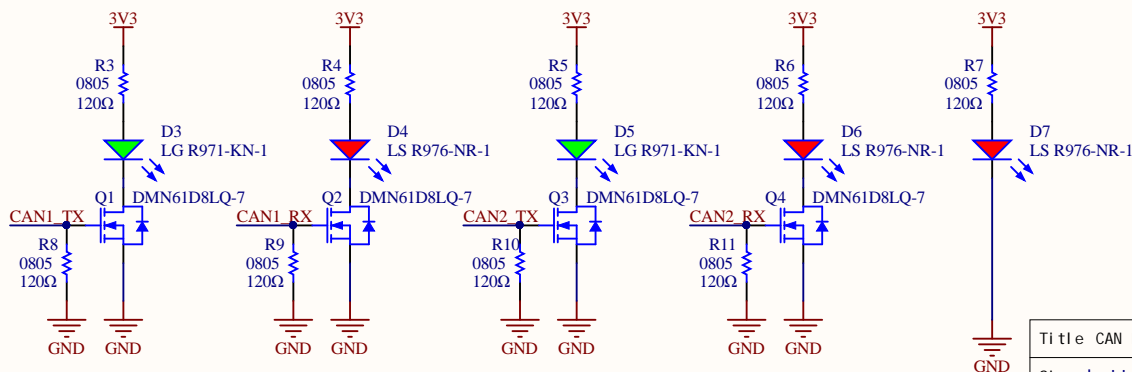 3V3 3V3 3V3 3V3 3V3
R3 R4 R5 R6 R7
0805 0805 0805 0805 0805
120Ω 120Ω 120Ω 120Ω 120Ω
D3 D4 D5 D6 D7
LG R971-KN-1 LS R976-NR-1 LG R971-KN-1 LS R976-NR-1 LS R976-NR-1
Q1 DMN61D8LQ-7 Q2 DMN61D8LQ-7 Q3 DMN61D8LQ-7 Q4 DMN61D8LQ-7
CAN1_TX CAN1_RX CAN2_TX CAN2_RX
R8 R9 R10 R11
0805 0805 0805 0805
120Ω 120Ω 120Ω 120Ω
GND GND GND GND GND GND GND GND GND
Title CAN